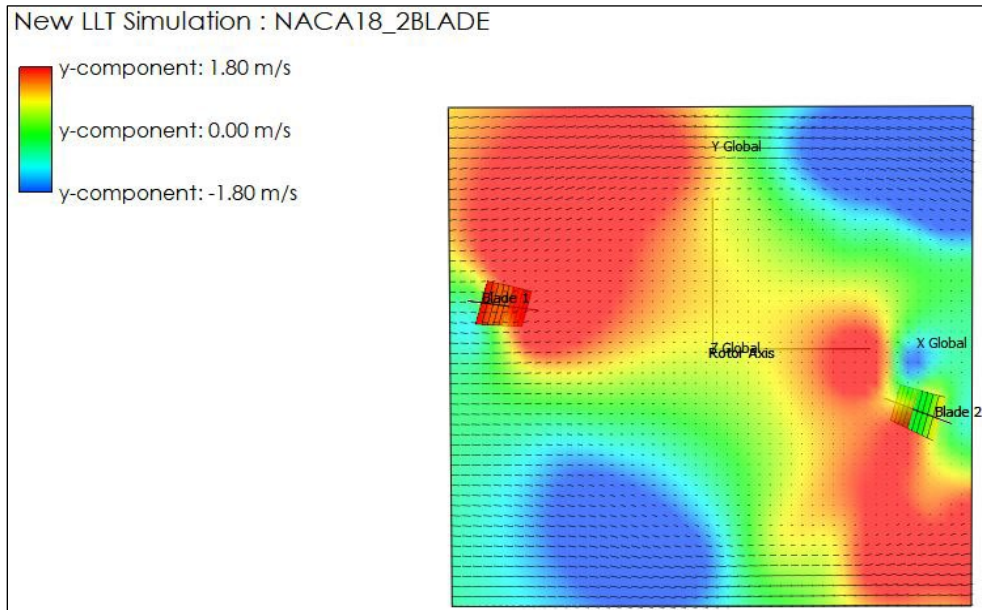 New LLT Simulation : NACA18_2BLADE
y-component: 1.80 m/s
y-component: 0.00 m/s
y-component: -1.80 m/s
Y Global
Blade 1
Z Global
X Global
Rotor Axis
Blade 2